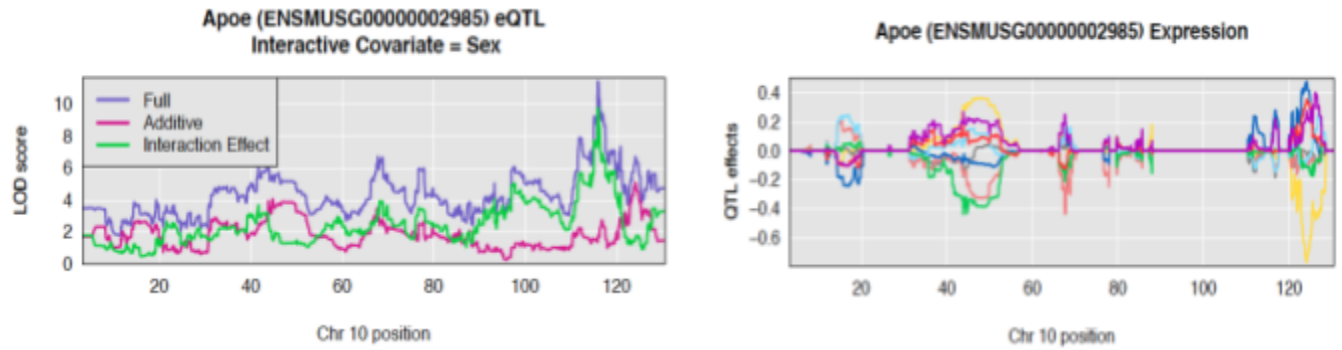 Apoe (ENSMUSG00000002985) eQTL
Interactive Covariate = Sex
LOD score
10
8
6
4
2
0
Full
Additive
Interaction Effect
20 40 60 80 100 120
Chr 10 position
Apoe (ENSMUSG00000002985) Expression
QTL effects
0.4
0.2
0.0
−0.2
−0.4
−0.6
20 40 60 80 100 120
Chr 10 position